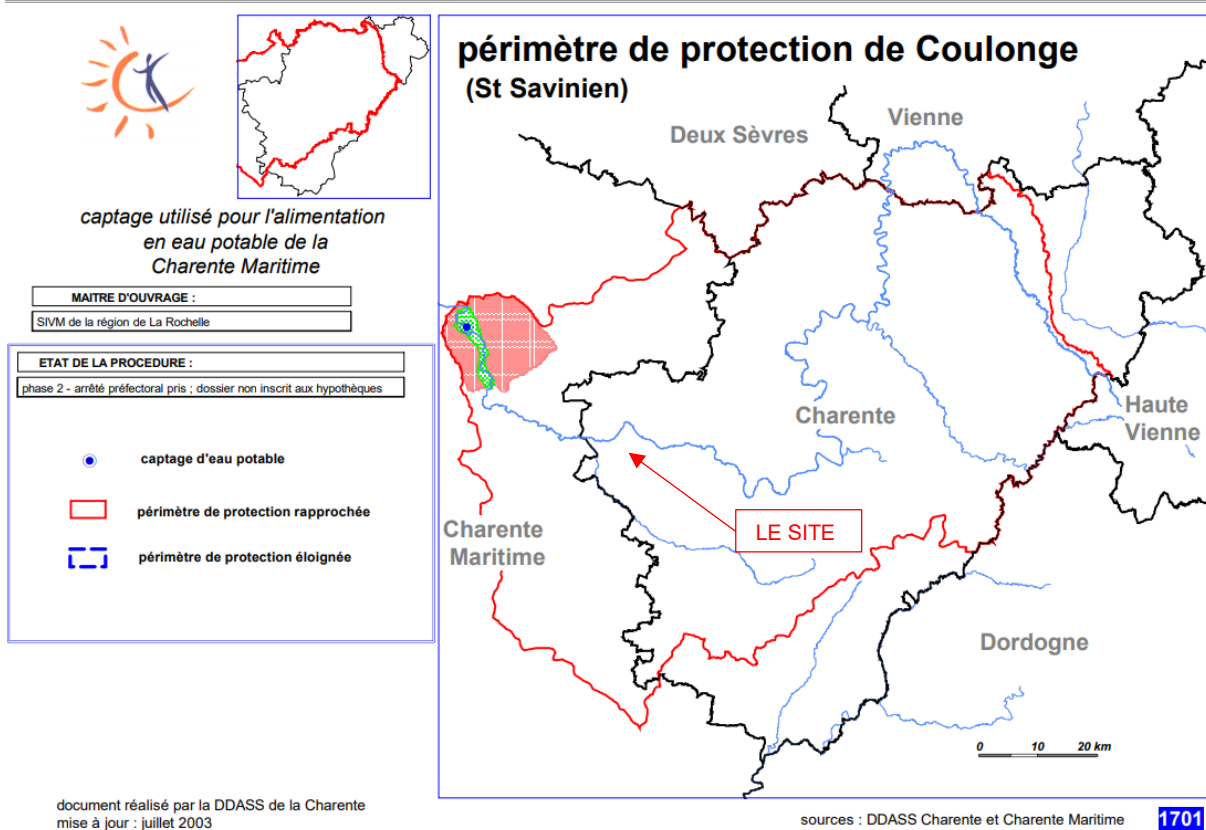 périmètre de protection de Coulonge
(St Savinien)
captage utilisé pour l'alimentation
en eau potable de la
Charente Maritime
MAITRE D'OUVRAGE :
SIVM de la région de La Rochelle
ETAT DE LA PROCEDURE :
phase 2 - arrêté préfectoral pris ; dossier non inscrit aux hypothèques
captage d'eau potable
périmètre de protection rapprochée
périmètre de protection éloignée
Deux Sèvres
Vienne
Charente
Haute
Vienne
LE SITE
Charente
Maritime
Dordogne
0 10 20 km
document réalisé par la DDASS de la Charente
mise à jour : juillet 2003
sources : DDASS Charente et Charente Maritime
1701